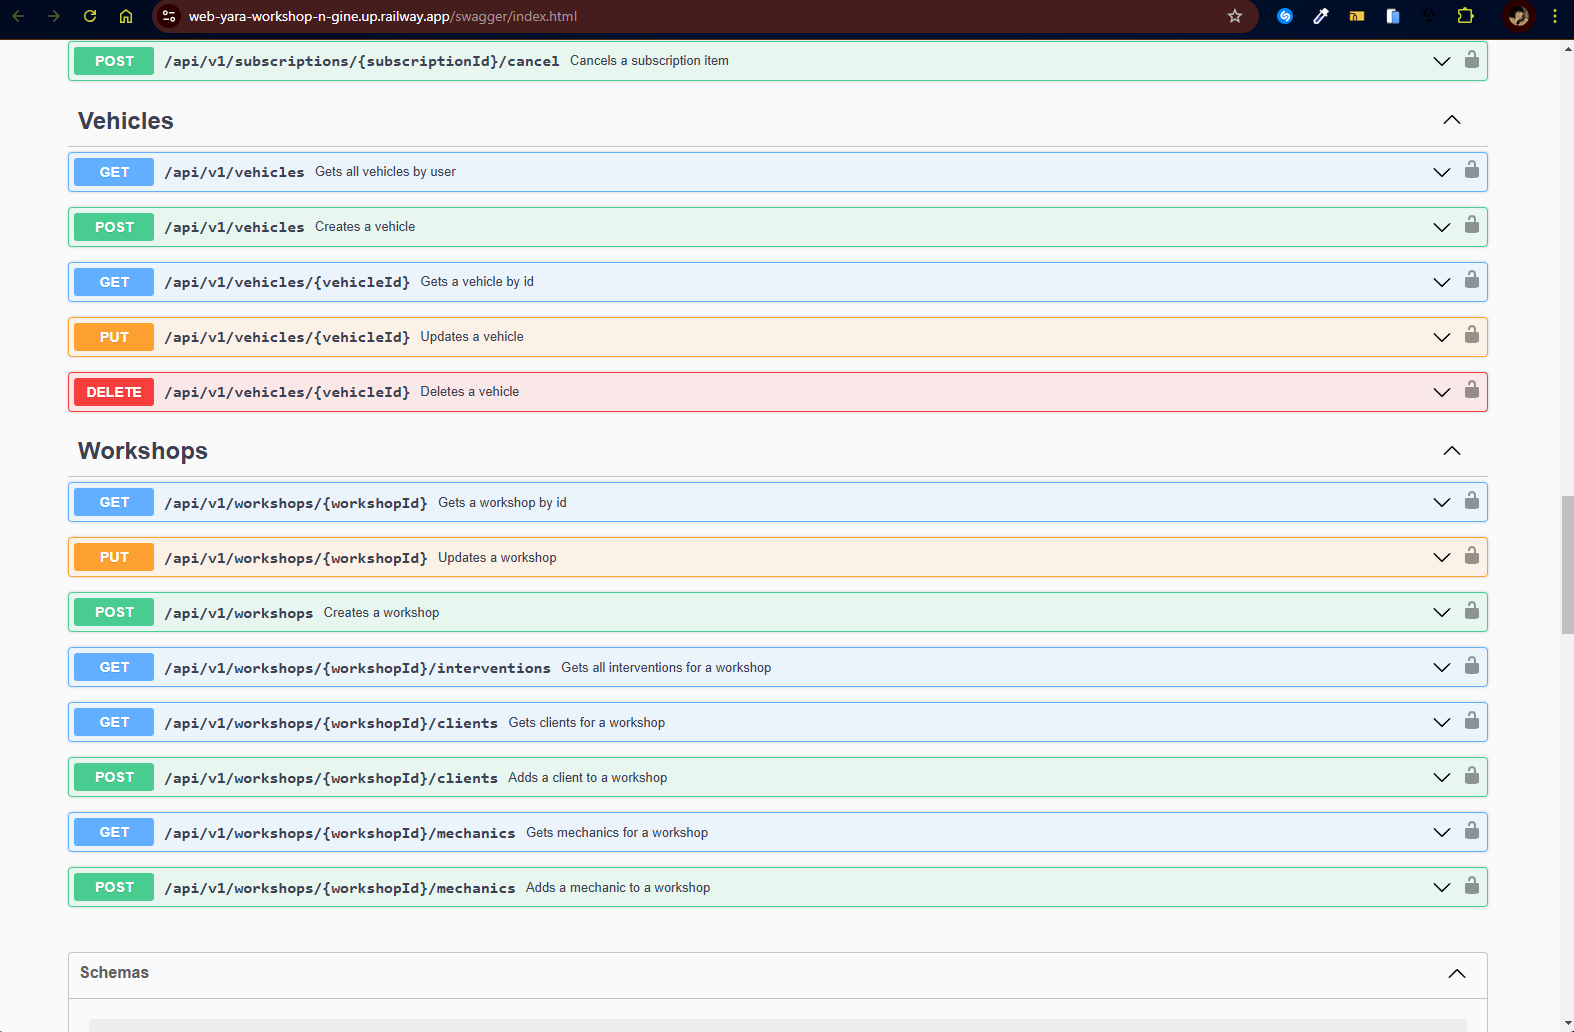 web-yara-workshop-n-gine.up.railway.app/swagger/index.html
POST /api/v1/subscriptions/{subscriptionId}/cancel Cancels a subscription item
Vehicles
GET /api/v1/vehicles Gets all vehicles by user
POST /api/v1/vehicles Creates a vehicle
GET /api/v1/vehicles/{vehicleId} Gets a vehicle by id
PUT /api/v1/vehicles/{vehicleId} Updates a vehicle
DELETE /api/v1/vehicles/{vehicleId} Deletes a vehicle
Workshops
GET /api/v1/workshops/{workshopId} Gets a workshop by id
PUT /api/v1/workshops/{workshopId} Updates a workshop
POST /api/v1/workshops Creates a workshop
GET /api/v1/workshops/{workshopId}/interventions Gets all interventions for a workshop
GET /api/v1/workshops/{workshopId}/clients Gets clients for a workshop
POST /api/v1/workshops/{workshopId}/clients Adds a client to a workshop
GET /api/v1/workshops/{workshopId}/mechanics Gets mechanics for a workshop
POST /api/v1/workshops/{workshopId}/mechanics Adds a mechanic to a workshop
Schemas